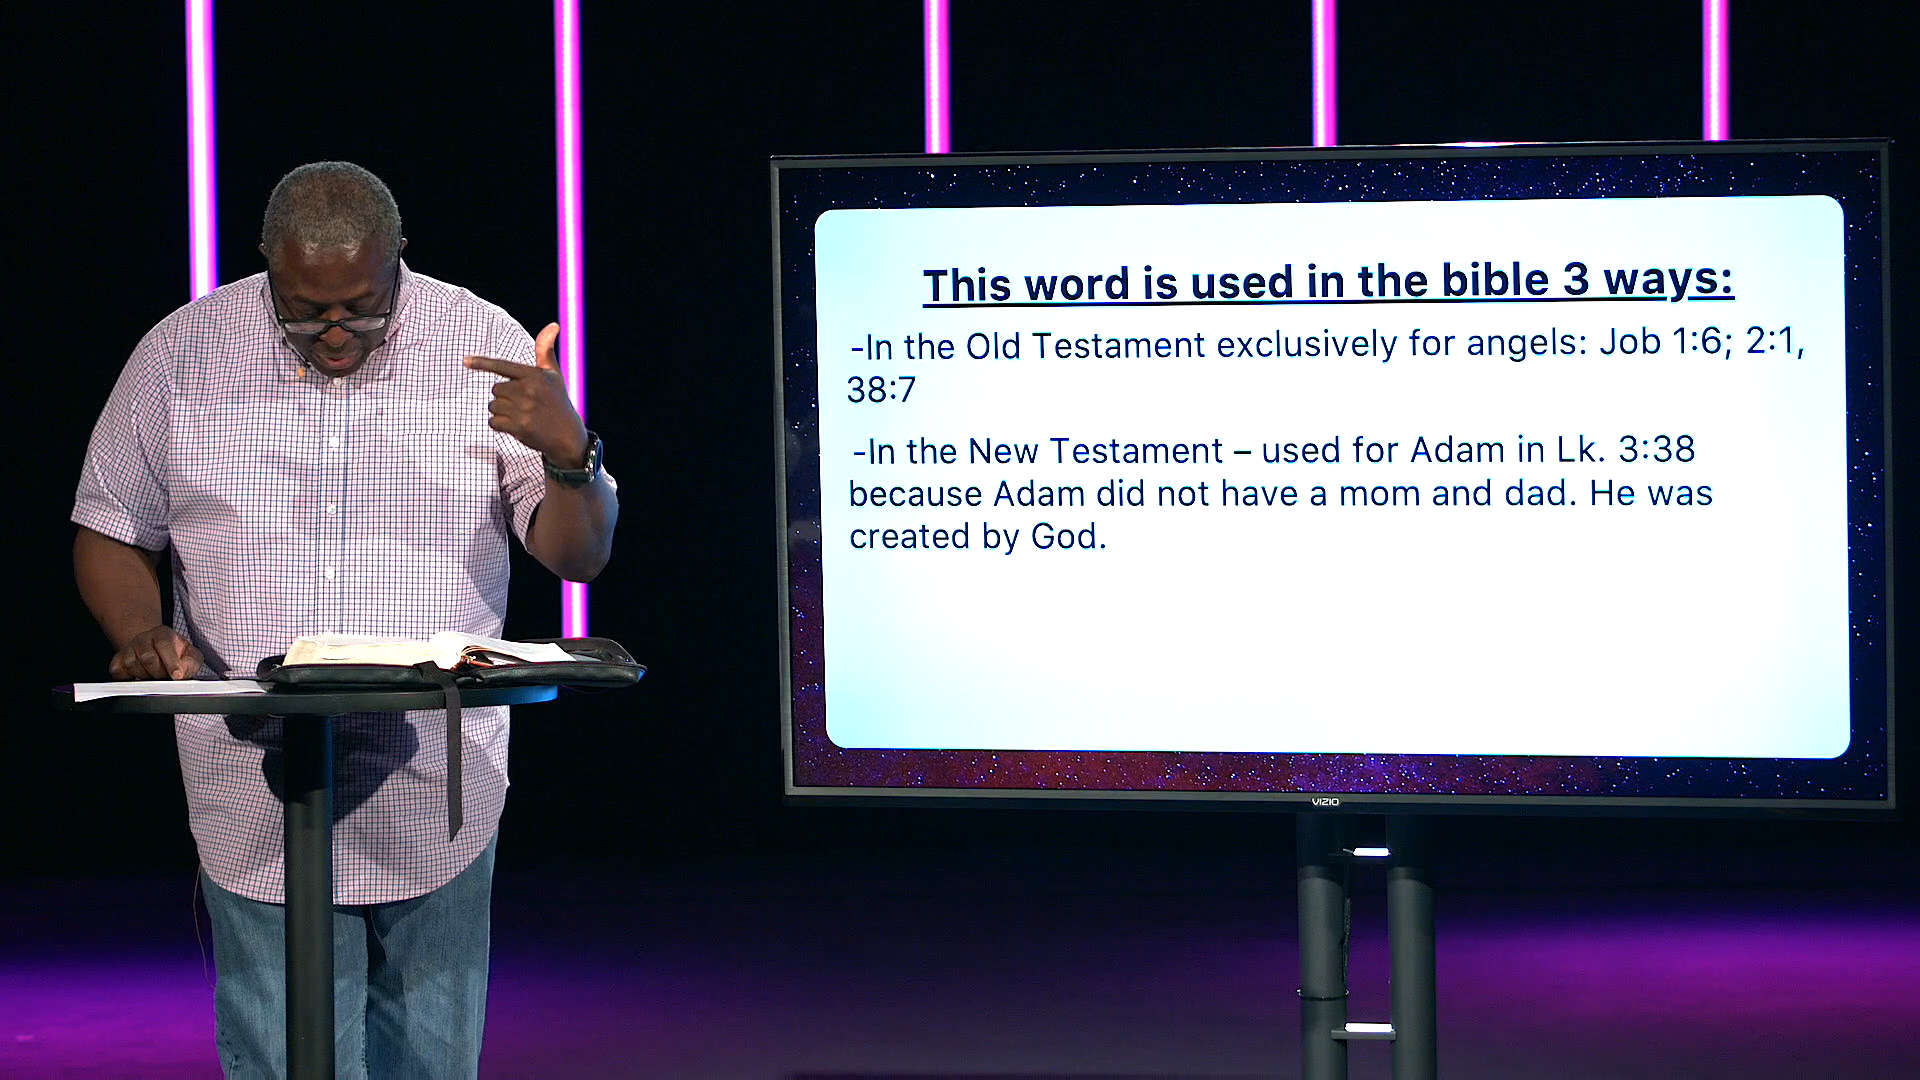 This word is used in the bible 3 ways:
-In the Old Testament exclusively for angels: Job 1:6; 2:1,
38:7
-In the New Testament – used for Adam in Lk. 3:38
because Adam did not have a mom and dad. He was
created by God.
VIZIO